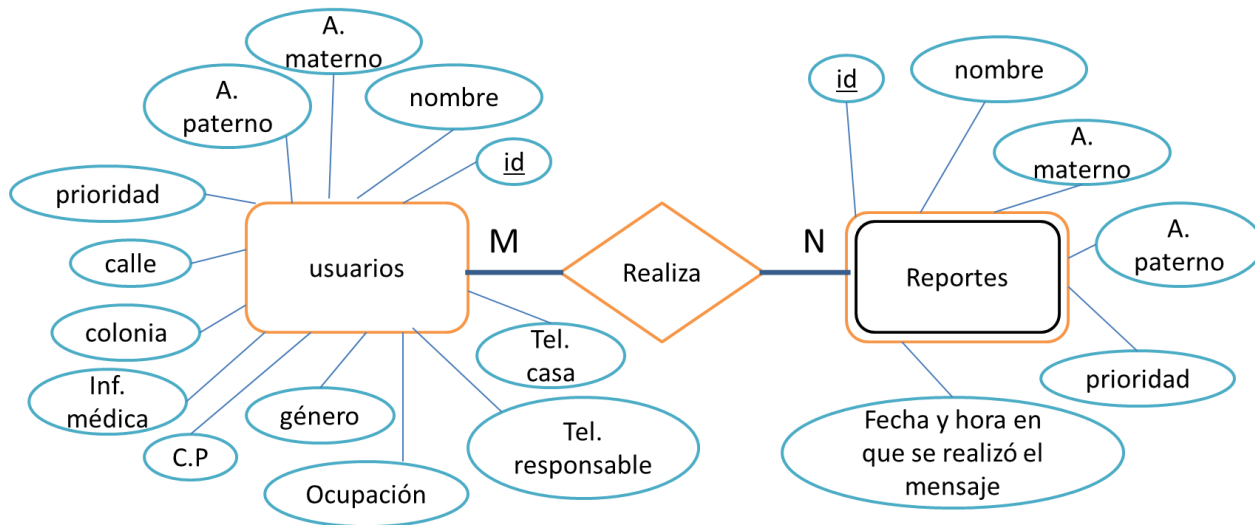 A.
materno
A.
paterno
nombre
id
prioridad
calle
colonia
Inf.
médica
C.P
género
Ocupación
Tel.
responsable
Tel.
casa
usuarios
M
Realiza
N
Reportes
id
nombre
A.
materno
A.
paterno
prioridad
Fecha y hora en
que se realizó el
mensaje